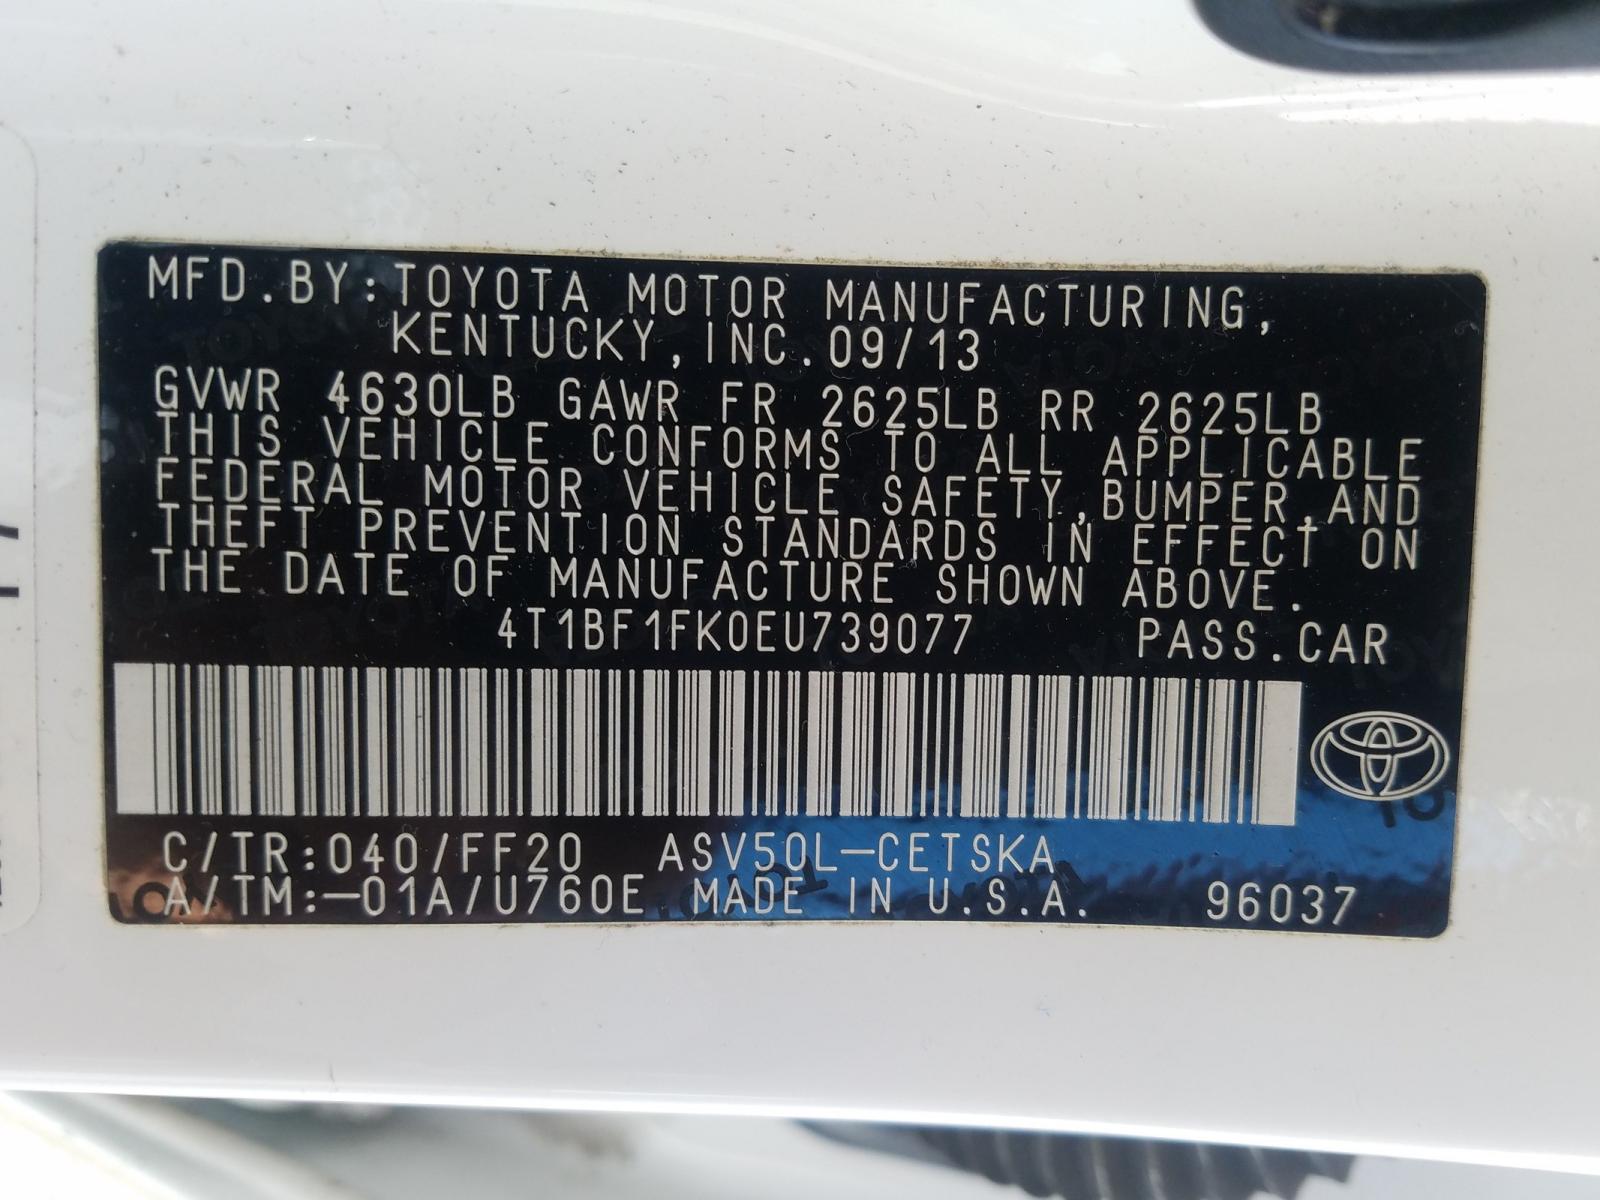 MFD.BY:TOYOTA MOTOR MANUFACTURING,
KENTUCKY,INC.09/13
GVWR 4630LB GAWR FR 2625LB RR 2625LB
THIS VEHICLE CONFORMS TO ALL APPLICABLE
FEDERAL MOTOR VEHICLE SAFETY,BUMPER,AND
THEFT PREVENTION STANDARDS IN EFFECT ON
THE DATE OF MANUFACTURE SHOWN ABOVE.
4T1BF1FK0EU739077 PASS.CAR
C/TR:040/FF20 ASV50L-CETSKA
A/TM:-01A/U760E MADE IN U.S.A. 96037